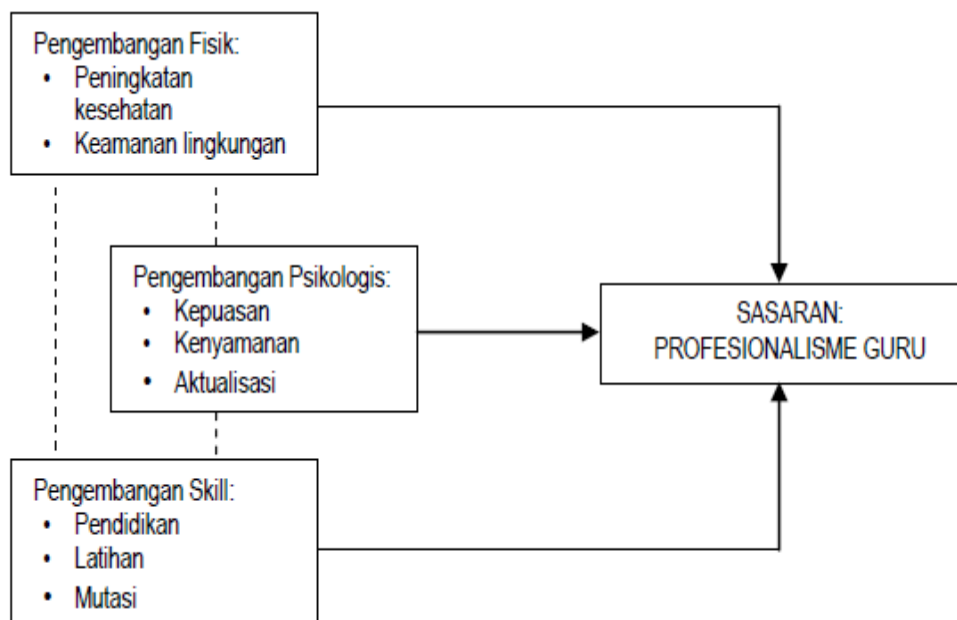 Pengembangan Fisik:
• Peningkatan
kesehatan
• Keamanan lingkungan
Pengembangan Psikologis:
• Kepuasan
• Kenyamanan
• Aktualisasi
SASARAN:
PROFESIONALISME GURU
Pengembangan Skill:
• Pendidikan
• Latihan
• Mutasi